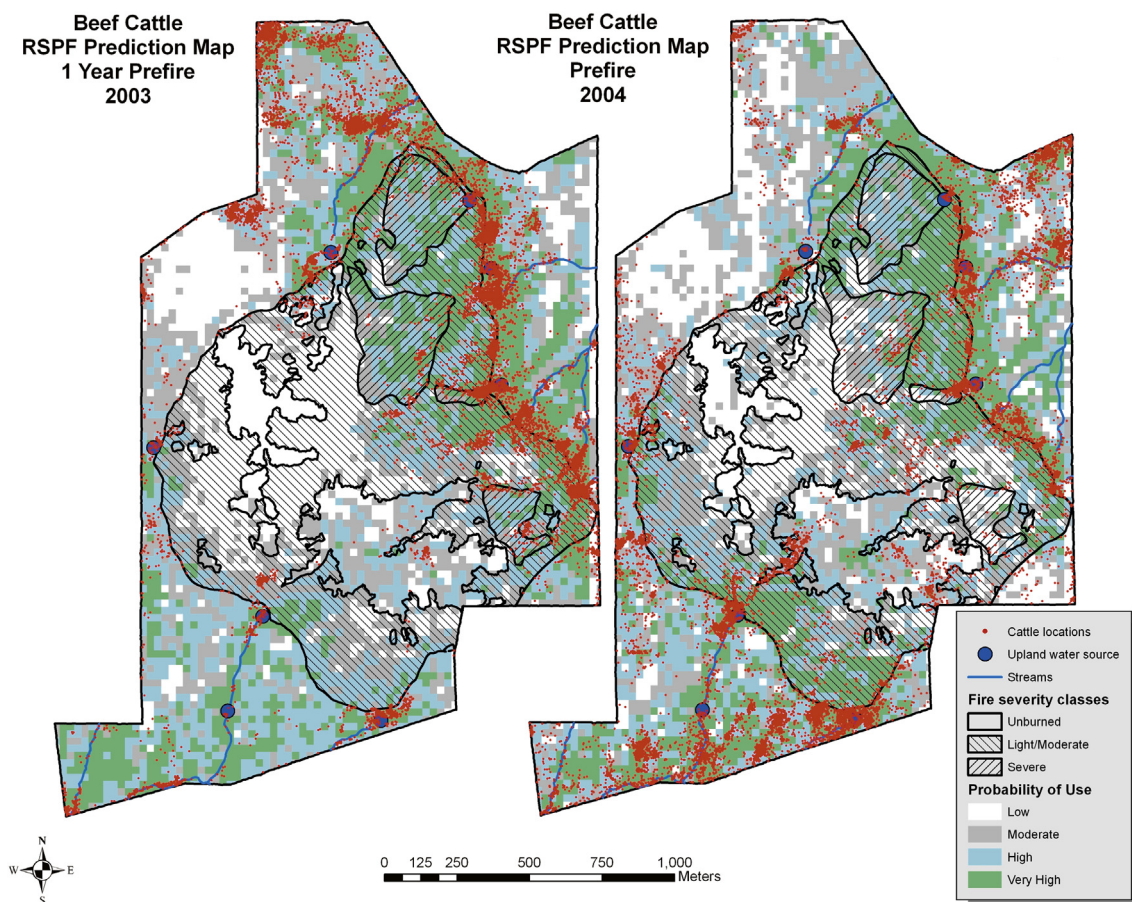 Beef Cattle
RSPF Prediction Map
1 Year Prefire
2003
Beef Cattle
RSPF Prediction Map
Prefire
2004
Cattle locations
Upland water source
Streams
Fire severity classes
Unburned
Light/Moderate
Severe
Probability of Use
Low
Moderate
High
Very High
N
W E
S
0 125 250 500 750 1,000
Meters